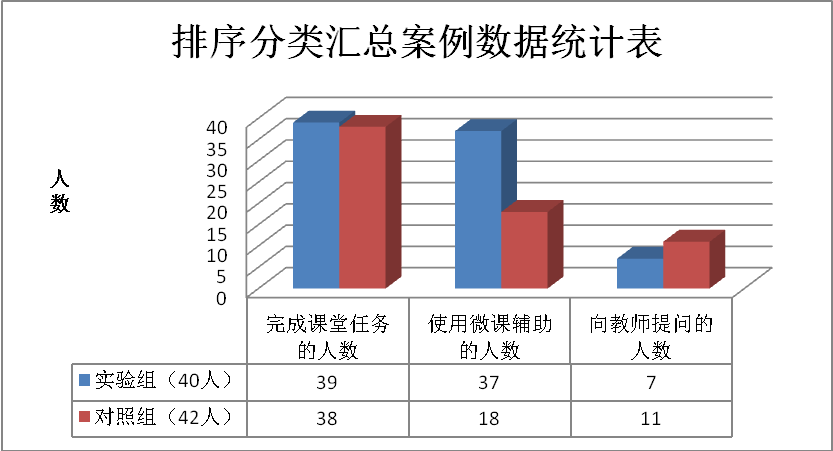 排序分类汇总案例数据统计表
人
数
40
35
30
25
20
15
10
5
0
完成课堂任务
的人数
使用微课辅助
的人数
向教师提问的
人数
实验组（40人） 39 37 7
对照组（42人） 38 18 11